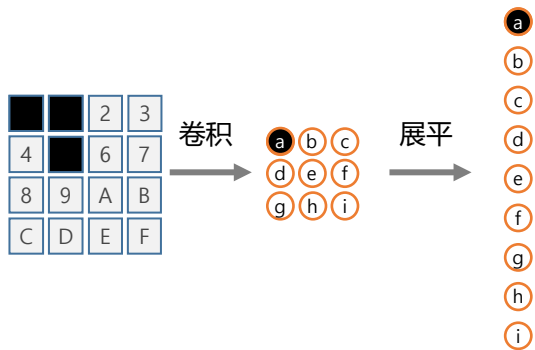 2 3
4 6 7
8 9 A B
C D E F
卷积
a b c
d e f
g h i
展平
a
b
c
d
e
f
g
h
i